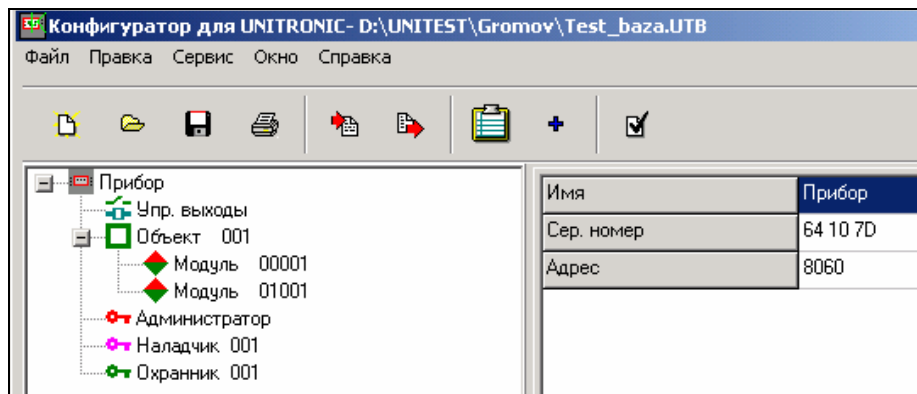 Конфигуратор для UNITRONIC- D:\UNITEST\Gromov\Test_baza.UTB
Файл Правка Сервис Окно Справка
Прибор
Упр. выходы
Объект 001
Модуль 00001
Модуль 01001
Администратор
Наладчик 001
Охранник 001
Имя Прибор
Сер. номер 64 10 7D
Адрес 8060